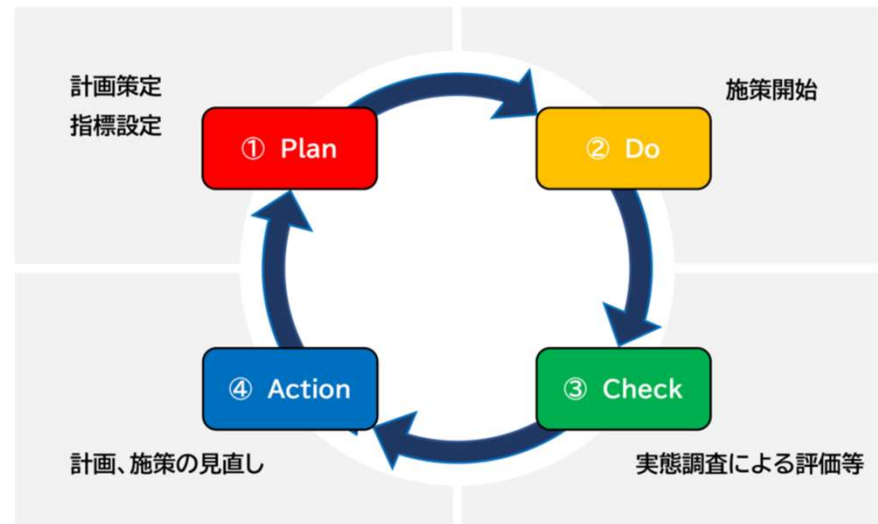 計画策定
指標設定
① Plan
② Do
施策開始
④ Action
③ Check
計画、施策の見直し
実態調査による評価等